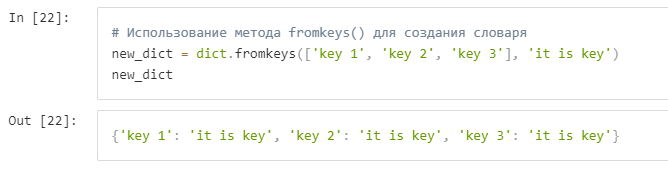 In [22]:
# Использование метода fromkeys() для создания словаря
new_dict = dict.fromkeys(['key 1', 'key 2', 'key 3'], 'it is key')
new_dict
Out [22]:
{'key 1': 'it is key', 'key 2': 'it is key', 'key 3': 'it is key'}